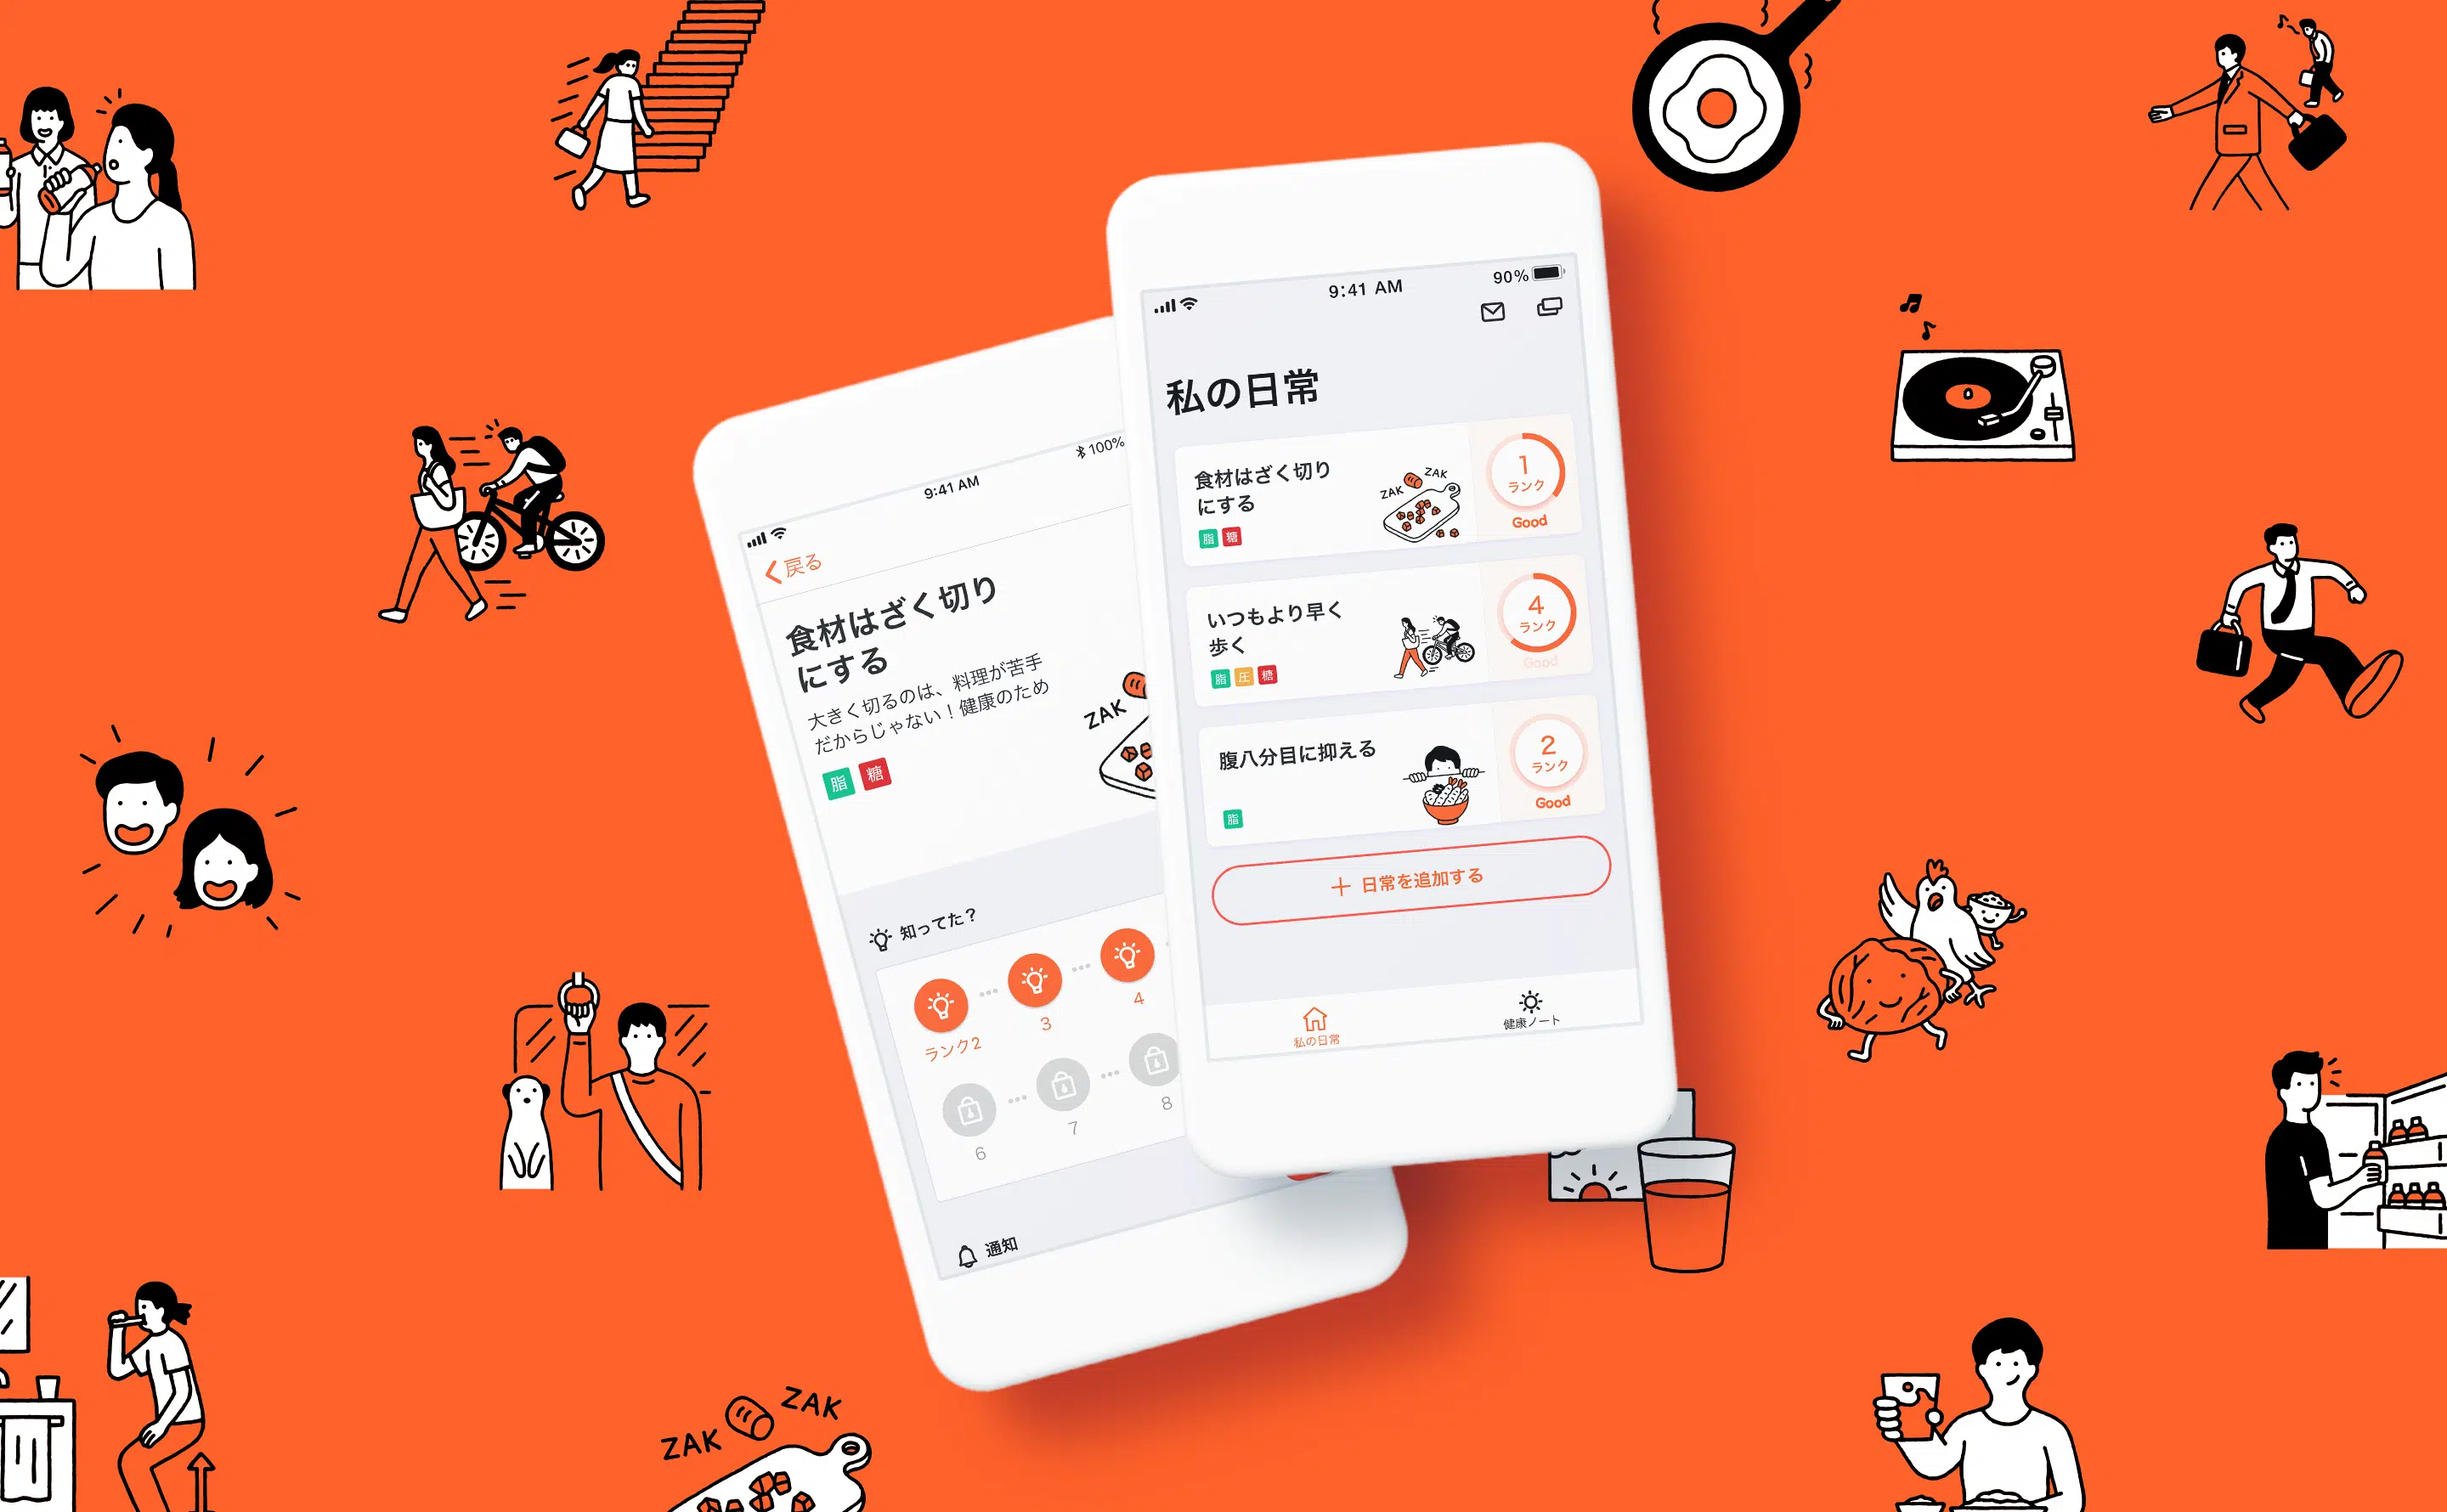 9:41 AM
100%
戻る
食材はざく切り
にする
大きく切るのは、料理が苦手
だからじゃない！健康のため
脂 糖
ZAK
知ってた？
ランク2
3
4
6
7
8
通知
9:41 AM
90%
私の日常
食材はざく切り
にする
脂 糖
ZAK
ZAK
1
ランク
Good
いつもより早く
歩く
脂 圧 糖
4
ランク
Good
腹八分目に抑える
脂
2
ランク
Good
＋ 日常を追加する
私の日常
健康ノート
ZAK
ZAK